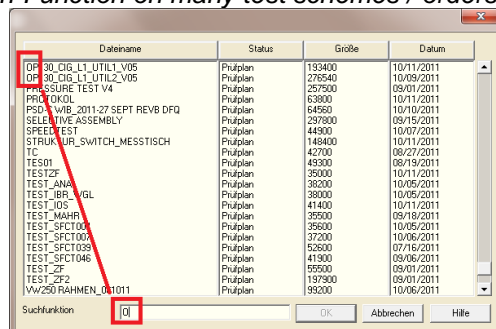 Function on many test schemes / orders
Dateiname Status Größe Datum
OP 30_CIG_L1_UTIL1_V05 Prüfplan 193400 10/11/2011
OP 30_CIG_L1_UTIL2_V05 Prüfplan 276540 10/09/2011
PRESSURE TEST V4 Prüfplan 257500 09/01/2011
PROTOKOL Prüfplan 63800 10/11/2011
PSD-S WIB_2011-27 SEPT REVB DFQ Prüfplan 64560 10/10/2011
SELECTIVE ASSEMBLY Prüfplan 297800 09/15/2011
SPEEDTEST Prüfplan 44900 10/07/2011
STRUKTUR_SWITCH_MESSTISCH Prüfplan 148400 10/11/2011
TC Prüfplan 42700 08/27/2011
TES01 Prüfplan 49300 08/19/2011
TESTZF Prüfplan 35000 10/11/2011
Prüfplan 38200 10/05/2011
Prüfplan 38000 10/05/2011
TEST_IOS Prüfplan 41400 10/11/2011
TEST_MAHR Prüfplan 35500 09/18/2011
Prüfplan 35600 10/05/2011
Prüfplan 37200 10/06/2011
TEST_SFCT039 Prüfplan 52600 07/16/2011
TEST_SFCT046 Prüfplan 41900 09/06/2011
TEST_ZF Prüfplan 55500 09/01/2011
TEST_ZF2 Prüfplan 197900 09/01/2011
VW250 RAHMEN_061011 Prüfplan 99200 10/06/2011
Suchfunktion O OK Abbrechen Hilfe